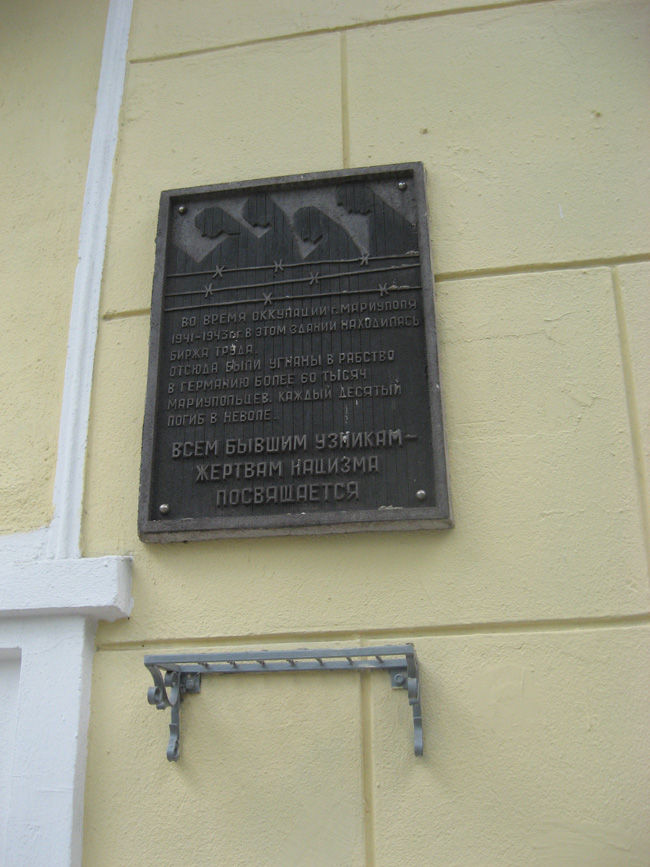 ВО ВРЕМЯ ОККУПАЦИИ г. МАРИУПОЛЯ
1941-1943гг. В ЭТОМ ЗДАНИИ НАХОДИЛАСЬ
БИРЖА ТРУДА.
ОТСЮДА БЫЛИ УГНАНЫ В РАБСТВО
В ГЕРМАНИЮ БОЛЕЕ 60 ТЫСЯЧ
МАРИУПОЛЬЦЕВ. КАЖДЫЙ ДЕСЯТЫЙ
ПОГИБ В НЕВОЛЕ.
ВСЕМ БЫВШИМ УЗНИКАМ—
ЖЕРТВАМ НАЦИЗМА
ПОСВЯЩАЕТСЯ